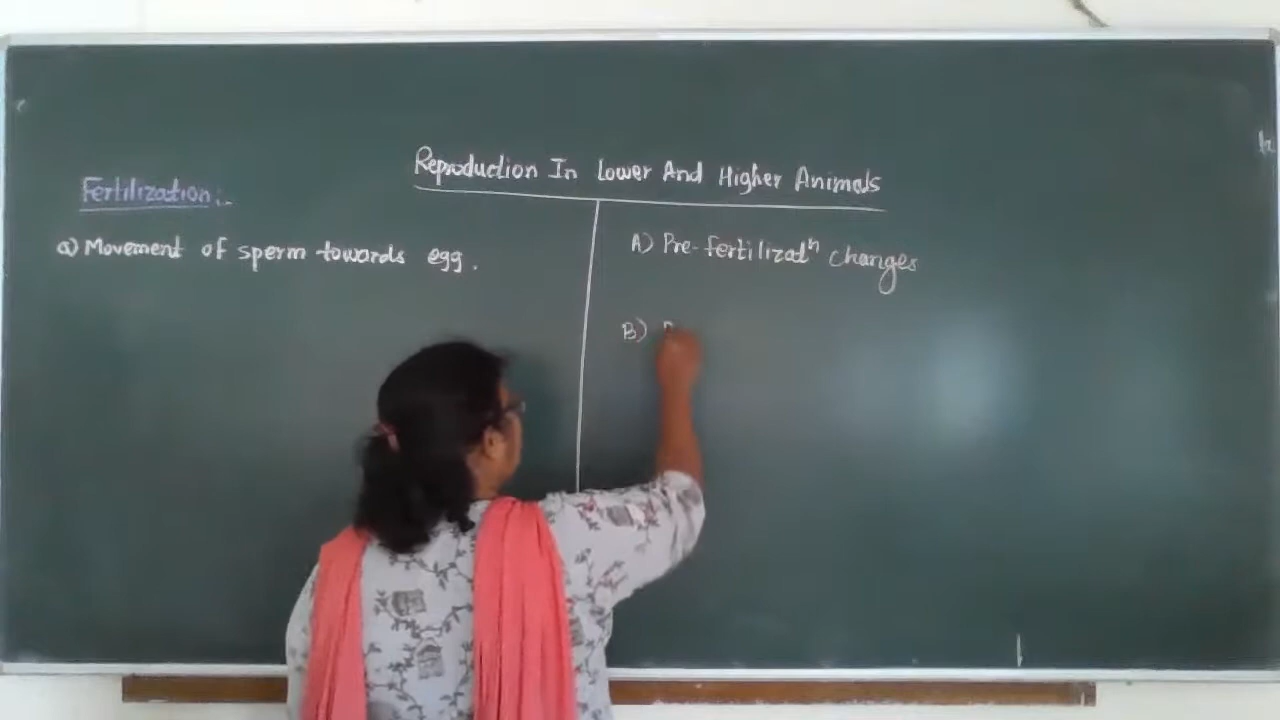 Reproduction In Lower And Higher Animals
Fertilization:-
a) Movement of sperm towards egg.
A) Pre-fertilizatⁿ changes
B)